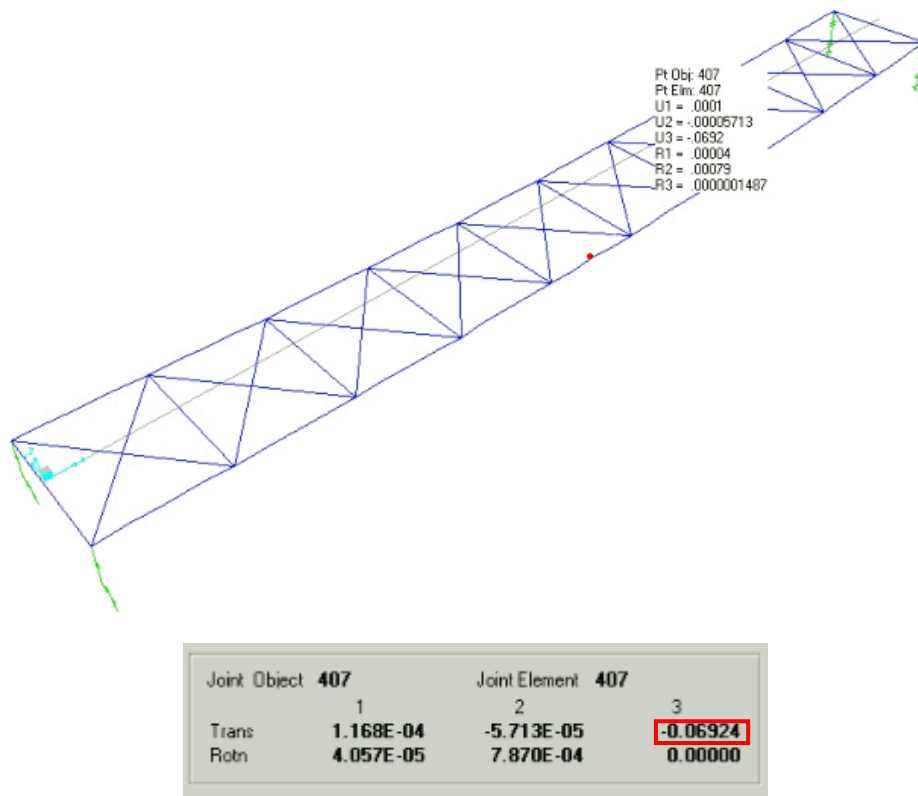 Pt Obj: 407
Pt Elm: 407
U1 = .0001
U2 = -.00005713
U3 = -.0692
R1 = .00004
R2 = .00079
R3 = .0000001487
Joint Object 407 Joint Element 407
1 2 3
Trans 1.168E-04 -5.713E-05 -0.06924
Rotn 4.057E-05 7.870E-04 0.00000